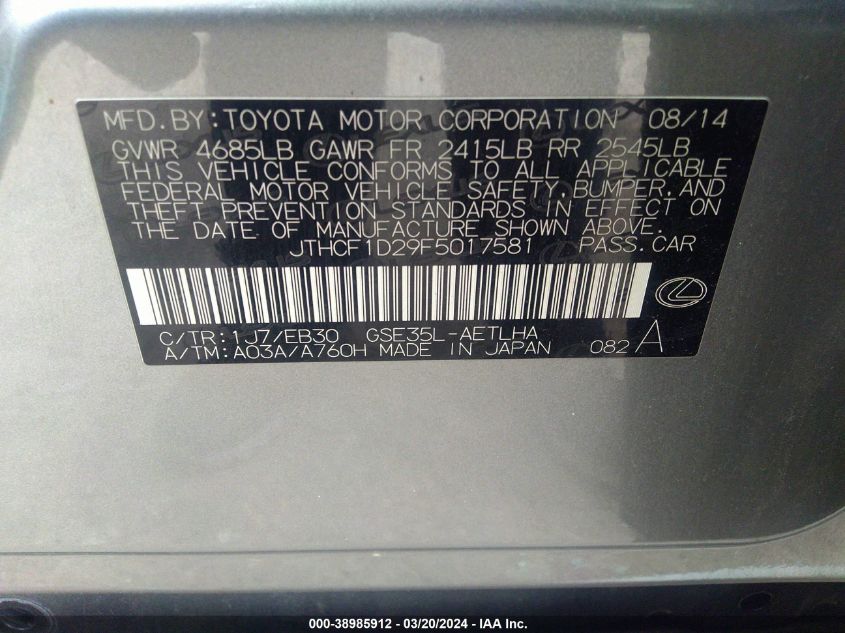 MFD.BY:TOYOTA MOTOR CORPORATION 08/14
GVWR 4685LB GAWR FR 2415LB RR 2545LB
THIS VEHICLE CONFORMS TO ALL APPLICABLE
FEDERAL MOTOR VEHICLE SAFETY,BUMPER,AND
THEFT PREVENTION STANDARDS IN EFFECT ON
THE DATE OF MANUFACTURE SHOWN ABOVE.
JTHCF1D29F5017581 PASS.CAR
C/TR:1J7/EB30 GSE35L-AETLHA
A/TM:A03A/A760H MADE IN JAPAN 082 A
000-38985912 / 03/20/2024 - IAA Inc.